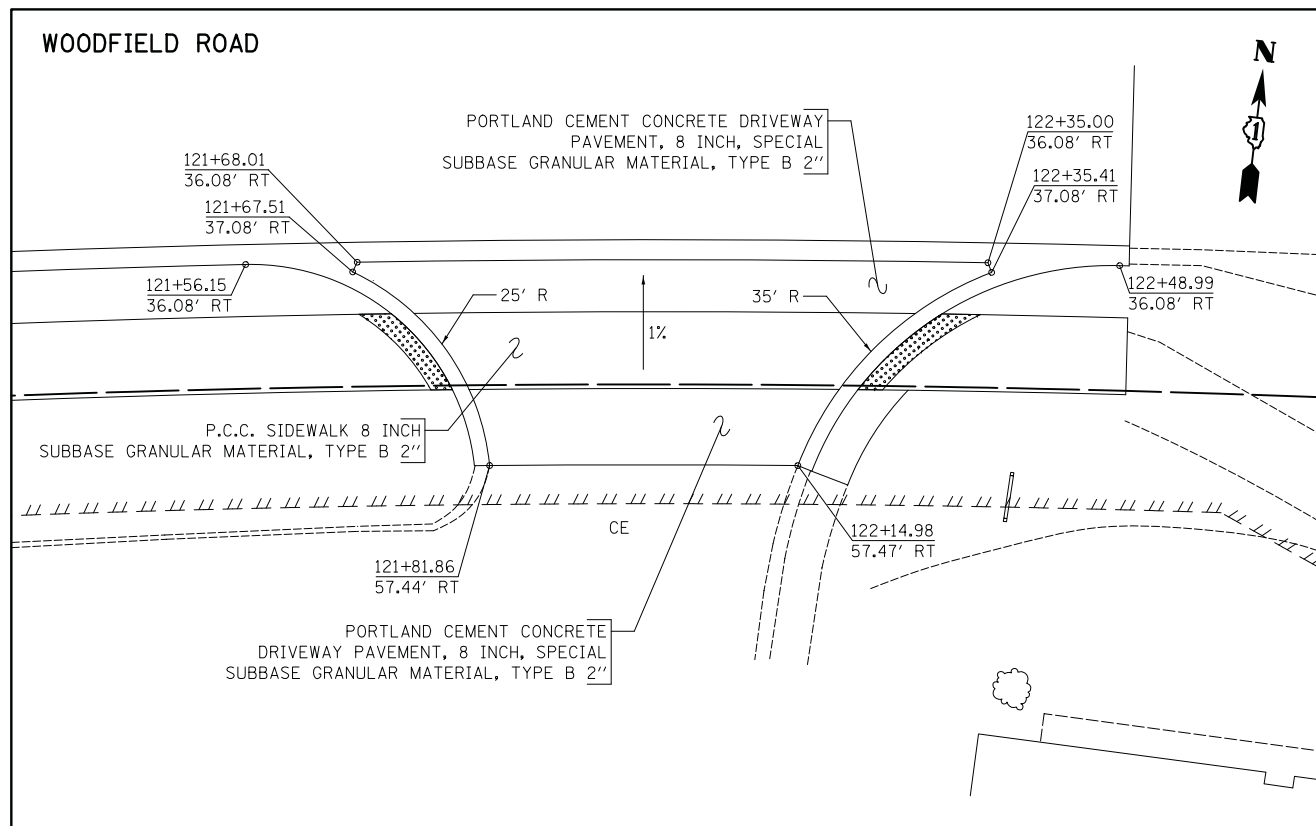 WOODFIELD ROAD
N
1
PORTLAND CEMENT CONCRETE DRIVEWAY
PAVEMENT, 8 INCH, SPECIAL
SUBBASE GRANULAR MATERIAL, TYPE B 2''
122+35.00
36.08' RT
121+68.01
36.08' RT
122+35.41
37.08' RT
121+67.51
37.08' RT
121+56.15
36.08' RT
25' R
35' R
122+48.99
36.08' RT
1%
P.C.C. SIDEWALK 8 INCH
SUBBASE GRANULAR MATERIAL, TYPE B 2''
CE
122+14.98
57.47' RT
121+81.86
57.44' RT
PORTLAND CEMENT CONCRETE
DRIVEWAY PAVEMENT, 8 INCH, SPECIAL
SUBBASE GRANULAR MATERIAL, TYPE B 2''